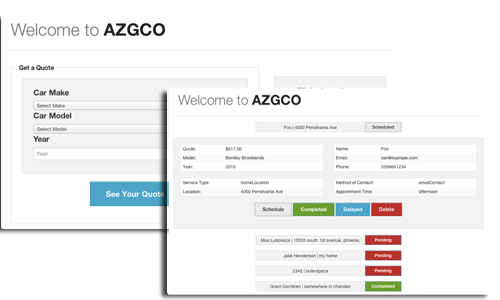 Welcome to AZGCO
Get a Quote
Car Make
Select Make
Car Model
Select Model
Year
Year
See Your Quote
Welcome to AZGCO
Foo | 4000 Pensilvania Ave Scheduled
Quote: $617.00 Name: Foo
Model: Bentley Brooklands Email: bar@example.com
Year: 2010 Phone: 5556661234
Service Type: homeLocation Method of Contact: emailContact
Location: 4000 Pensilvania Ave Appointment Time: afternoon
Schedule Completed Delayed Delete
Moe Lubovace | 15555 south 1st avenue, phoenix, Pending
Jake Henderson | my home Pending
2345 | outerspace Pending
Grant Gerritzen | somewhere in chandler Completed